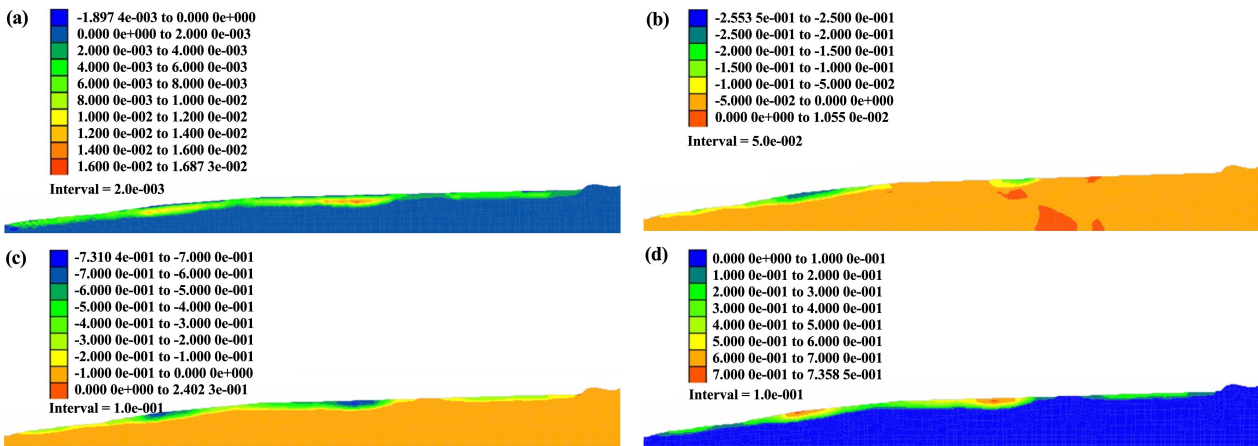 (a)
-1.897 4e-003 to 0.000 0e+000
0.000 0e+000 to 2.000 0e-003
2.000 0e-003 to 4.000 0e-003
4.000 0e-003 to 6.000 0e-003
6.000 0e-003 to 8.000 0e-003
8.000 0e-003 to 1.000 0e-002
1.000 0e-002 to 1.200 0e-002
1.200 0e-002 to 1.400 0e-002
1.400 0e-002 to 1.600 0e-002
1.600 0e-002 to 1.687 3e-002
Interval = 2.0e-003
(b)
-2.553 5e-001 to -2.500 0e-001
-2.500 0e-001 to -2.000 0e-001
-2.000 0e-001 to -1.500 0e-001
-1.500 0e-001 to -1.000 0e-001
-1.000 0e-001 to -5.000 0e-002
-5.000 0e-002 to 0.000 0e+000
0.000 0e+000 to 1.055 0e-002
Interval = 5.0e-002
(c)
-7.310 4e-001 to -7.000 0e-001
-7.000 0e-001 to -6.000 0e-001
-6.000 0e-001 to -5.000 0e-001
-5.000 0e-001 to -4.000 0e-001
-4.000 0e-001 to -3.000 0e-001
-3.000 0e-001 to -2.000 0e-001
-2.000 0e-001 to -1.000 0e-001
-1.000 0e-001 to 0.000 0e+000
0.000 0e+000 to 2.402 3e-001
Interval = 1.0e-001
(d)
0.000 0e+000 to 1.000 0e-001
1.000 0e-001 to 2.000 0e-001
2.000 0e-001 to 3.000 0e-001
3.000 0e-001 to 4.000 0e-001
4.000 0e-001 to 5.000 0e-001
5.000 0e-001 to 6.000 0e-001
6.000 0e-001 to 7.000 0e-001
7.000 0e-001 to 7.358 5e-001
Interval = 1.0e-001